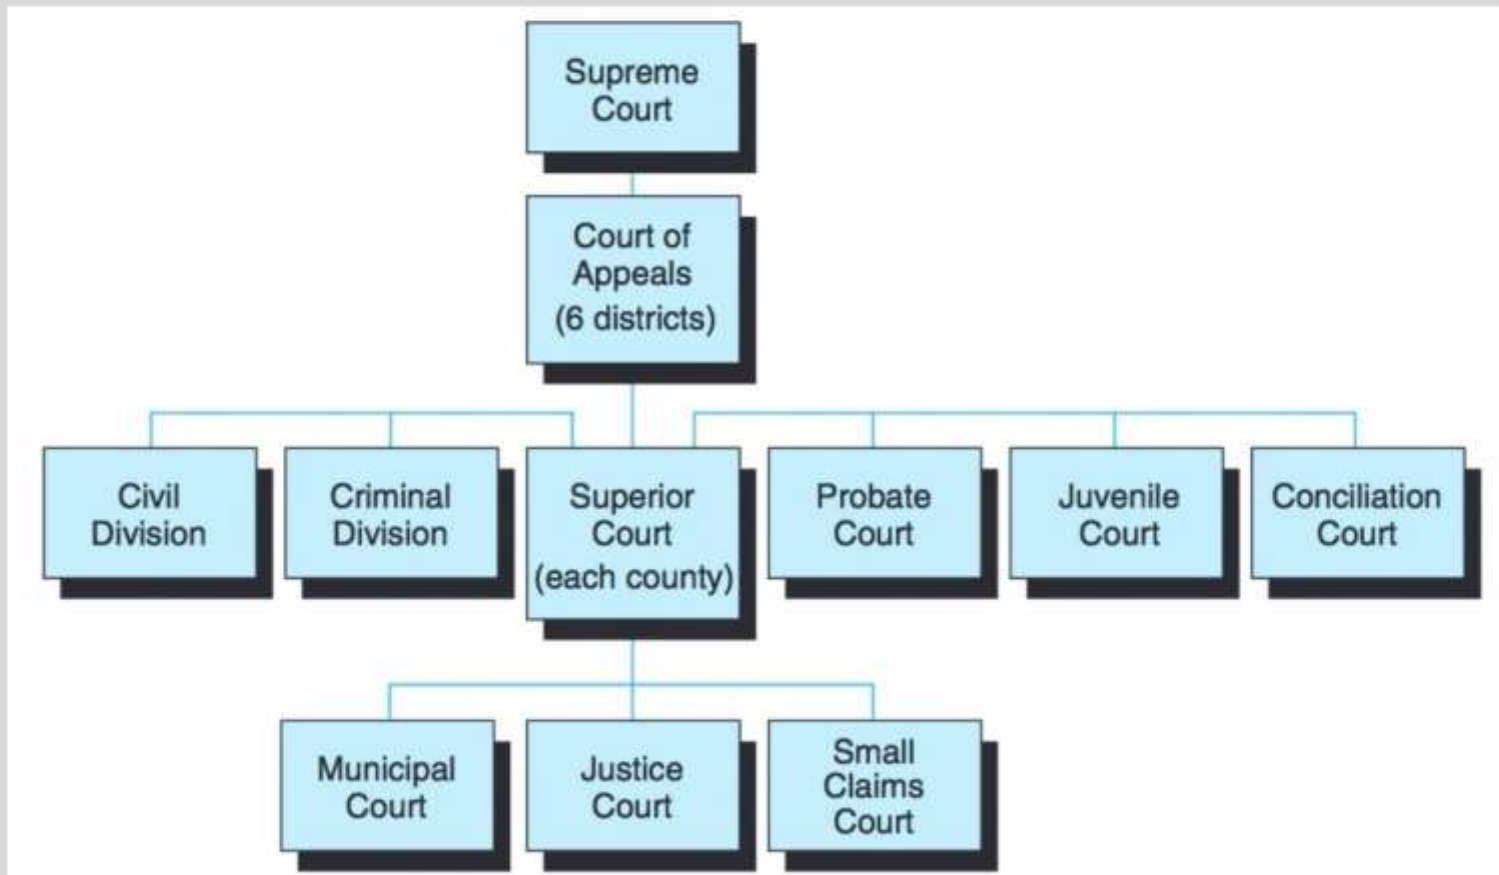 Supreme
Court
Court of
Appeals
(6 districts)
Civil
Division
Criminal
Division
Superior
Court
(each county)
Probate
Court
Juvenile
Court
Conciliation
Court
Municipal
Court
Justice
Court
Small
Claims
Court